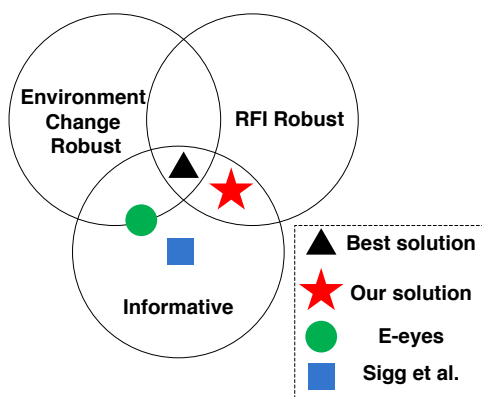 Environment
Change
Robust
RFI Robust
Informative
Best solution
Our solution
E-eyes
Sigg et al.